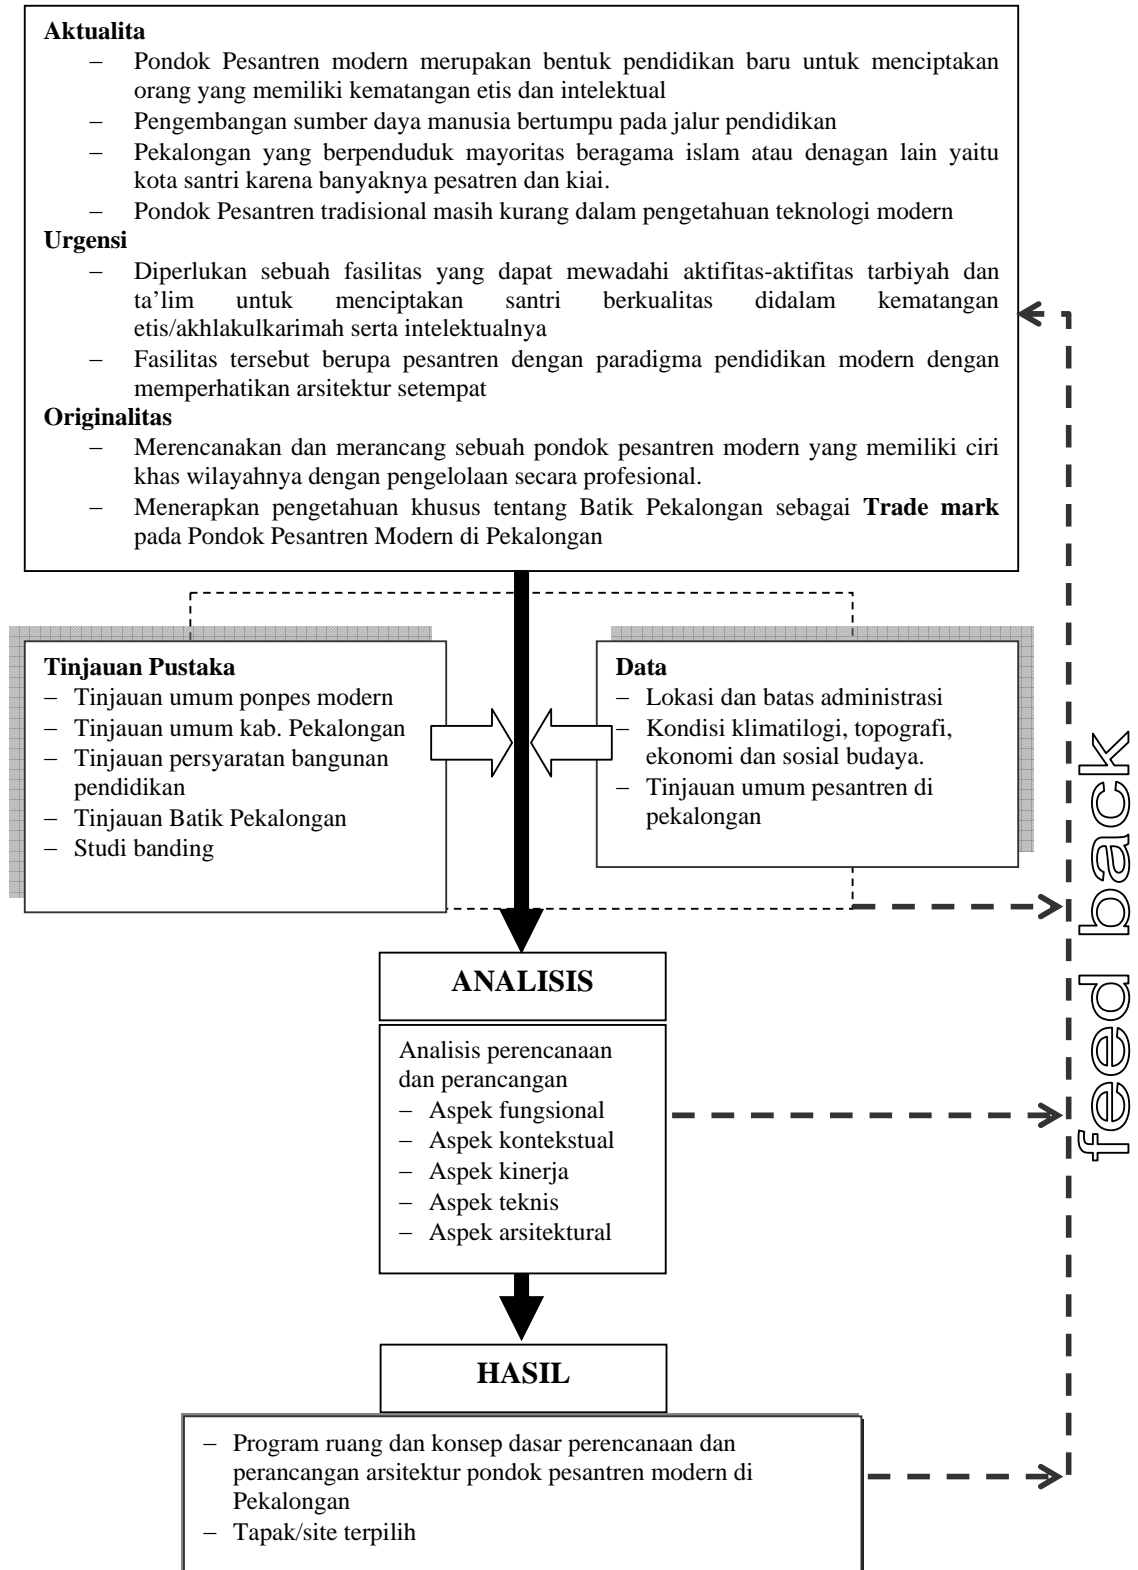 Aktualita
– Pondok Pesantren modern merupakan bentuk pendidikan baru untuk menciptakan
orang yang memiliki kematangan etis dan intelektual
– Pengembangan sumber daya manusia bertumpu pada jalur pendidikan
– Pekalongan yang berpenduduk mayoritas beragama islam atau denagan lain yaitu
kota santri karena banyaknya pesatren dan kiai.
– Pondok Pesantren tradisional masih kurang dalam pengetahuan teknologi modern
Urgensi
– Diperlukan sebuah fasilitas yang dapat mewadahi aktifitas-aktifitas tarbiyah dan
ta’lim untuk menciptakan santri berkualitas didalam kematangan
etis/akhlakulkarimah serta intelektualnya
– Fasilitas tersebut berupa pesantren dengan paradigma pendidikan modern dengan
memperhatikan arsitektur setempat
Originalitas
– Merencanakan dan merancang sebuah pondok pesantren modern yang memiliki ciri
khas wilayahnya dengan pengelolaan secara profesional.
– Menerapkan pengetahuan khusus tentang Batik Pekalongan sebagai Trade mark
pada Pondok Pesantren Modern di Pekalongan
Tinjauan Pustaka
– Tinjauan umum ponpes modern
– Tinjauan umum kab. Pekalongan
– Tinjauan persyaratan bangunan
pendidikan
– Tinjauan Batik Pekalongan
– Studi banding
Data
– Lokasi dan batas administrasi
– Kondisi klimatilogi, topografi,
ekonomi dan sosial budaya.
– Tinjauan umum pesantren di
pekalongan
feed back
ANALISIS
Analisis perencanaan
dan perancangan
– Aspek fungsional
– Aspek kontekstual
– Aspek kinerja
– Aspek teknis
– Aspek arsitektural
HASIL
– Program ruang dan konsep dasar perencanaan dan
perancangan arsitektur pondok pesantren modern di
Pekalongan
– Tapak/site terpilih